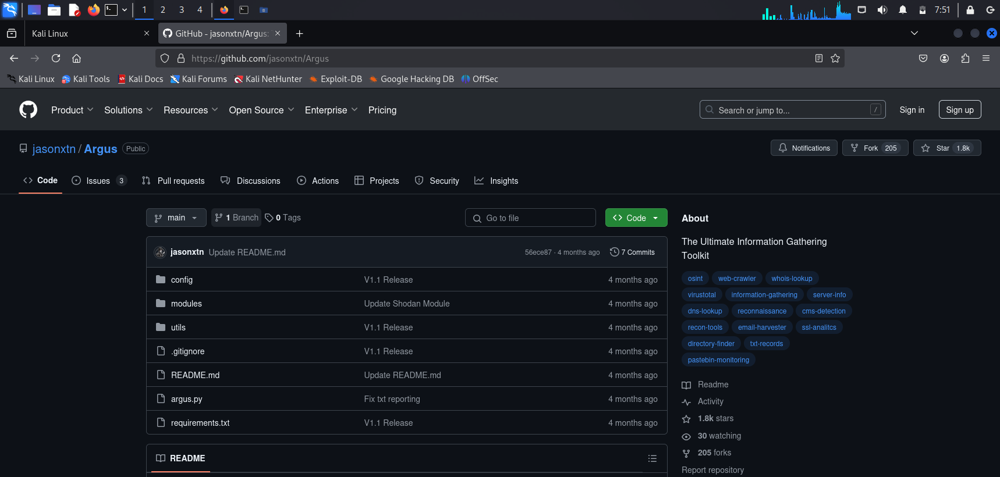 1 2 3 4 7:51
Kali Linux GitHub - jasonxtn/Argus:
https://github.com/jasonxtn/Argus
Kali Linux Kali Tools Kali Docs Kali Forums Kali NetHunter Exploit-DB Google Hacking DB OffSec
Product Solutions Resources Open Source Enterprise Pricing Search or jump to... / Sign in Sign up
jasonxtn / Argus Public Notifications Fork 205 Star 1.8k
Code Issues 3 Pull requests Discussions Actions Projects Security Insights
main 1 Branch 0 Tags Go to file Code
jasonxtn Update README.md 56ece87 · 4 months ago 7 Commits
config V1.1 Release 4 months ago
modules Update Shodan Module 4 months ago
utils V1.1 Release 4 months ago
.gitignore V1.1 Release 4 months ago
README.md Update README.md 4 months ago
argus.py Fix txt reporting 4 months ago
requirements.txt V1.1 Release 4 months ago
README
About
The Ultimate Information Gathering
Toolkit
osint web-crawler whois-lookup
virustotal information-gathering server-info
dns-lookup reconnaissance cms-detection
recon-tools email-harvester ssl-analitcs
directory-finder txt-records
pastebin-monitoring
Readme
Activity
1.8k stars
30 watching
205 forks
Report repository